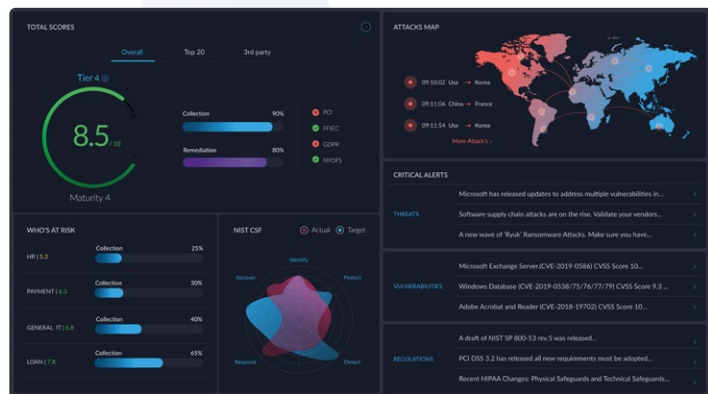 TOTAL SCORES
Overall Top 20 3rd party
Tier 4
8.5 / 10
Maturity 4
Collection 90%
Remediation 80%
PCI
FFIEC
GDPR
NYDFS
ATTACKS MAP
09:10:02 Usa → Korea
09:11:06 China → France
09:11:54 Usa → Korea
More Attack's >
CRITICAL ALERTS
THREATS
Microsoft has released updates to address multiple vulnerabilities in...
Software supply chain attacks are on the rise. Validate your vendors...
A new wave of 'Ryuk' Ransomware Attacks. Make sure you have...
VULNERABILITIES
Microsoft Exchange Server.(CVE-2019-0586) CVSS Score 10...
Windows Database (CVE-2019-0538/75/76/77/79) CVSS Score 9.3 ...
Adobe Acrobat and Reader (CVE-2018-19702) CVSS Score 10...
REGULATIONS
A draft of NIST SP 800-53 rev.5 was released...
PCI DSS 3.2 has released all new requirements must be adopted...
Recent HIPAA Changes: Physical Safeguards and Technical Safeguards...
WHO'S AT RISK
HR | 5.3 Collection 25%
PAYMENT | 6.3 Collection 30%
GENERAL IT | 6.8 Collection 40%
LOAN | 7.8 Collection 65%
NIST CSF Actual Target
Identify
Recover
Protect
Respond
Detect